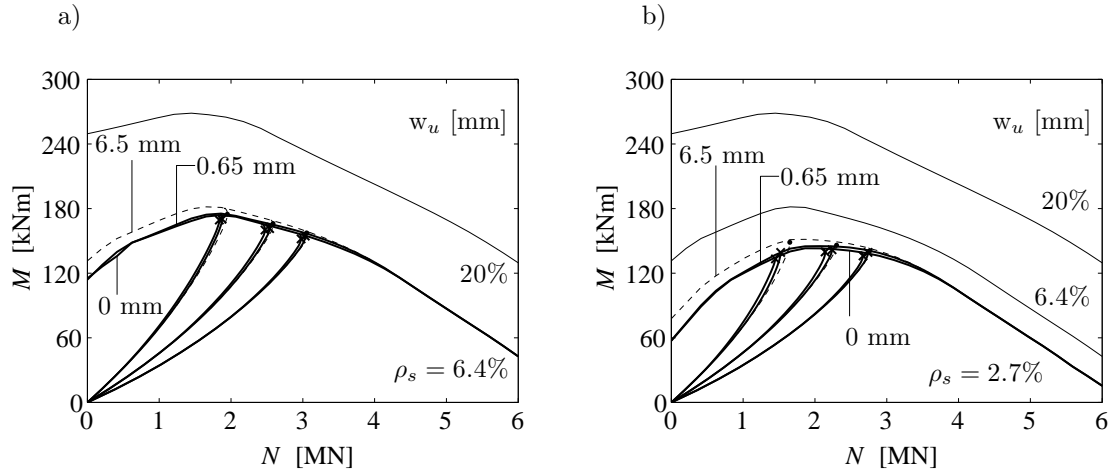 a)
300
240
180
120
60
0
M [kNm]
0 1 2 3 4 5 6
N [MN]
w_u [mm]
6.5 mm
0.65 mm
0 mm
20%
ρ_s = 6.4%
b)
300
240
180
120
60
0
M [kNm]
0 1 2 3 4 5 6
N [MN]
w_u [mm]
6.5 mm
0.65 mm
20%
6.4%
0 mm
ρ_s = 2.7%